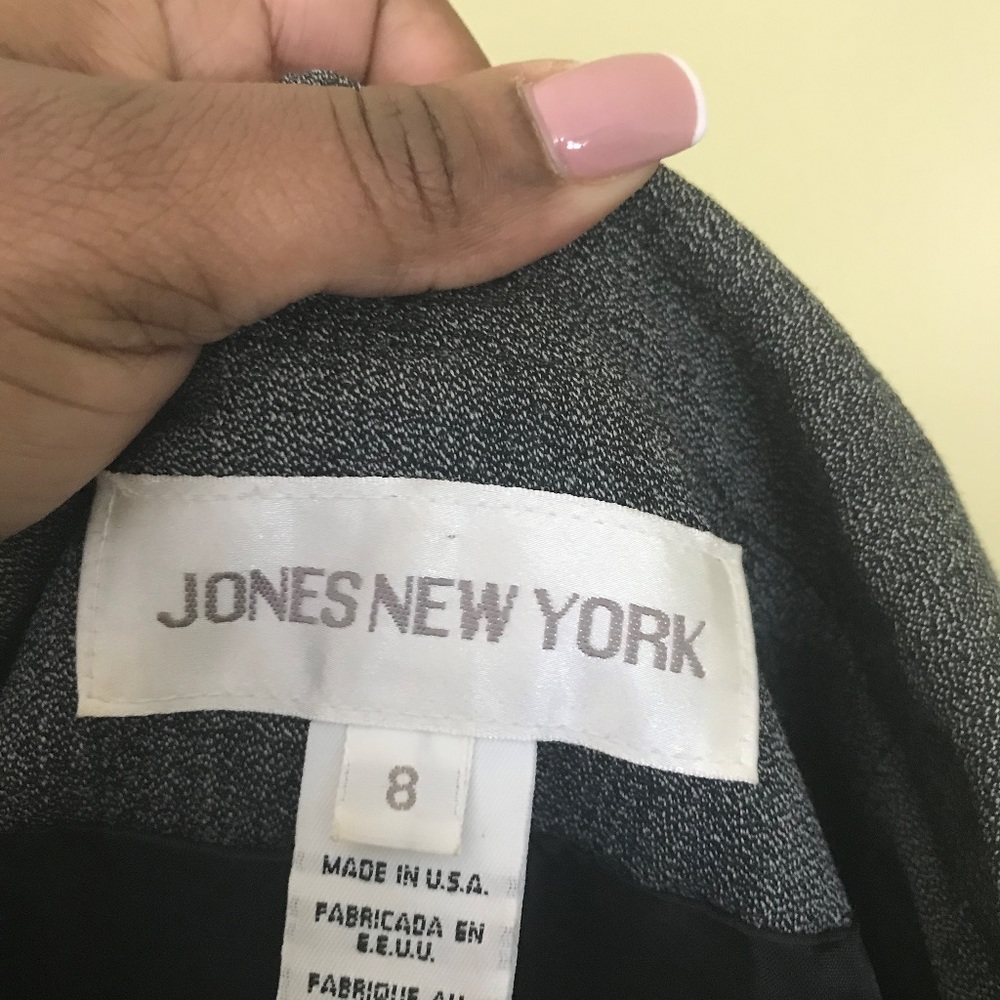 JONES NEW YORK
8
MADE IN U.S.A.
FABRICADA EN
E.E.U.U.
FABRIQUE AU